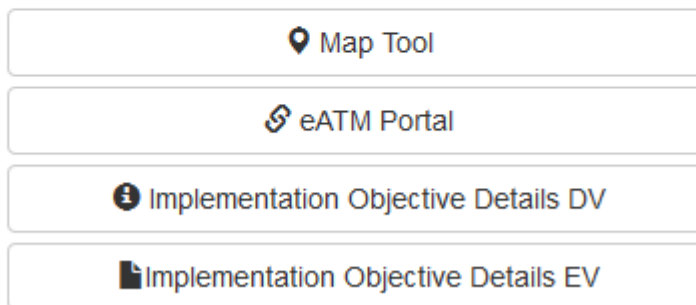 Map Tool
eATM Portal
Implementation Objective Details DV
Implementation Objective Details EV